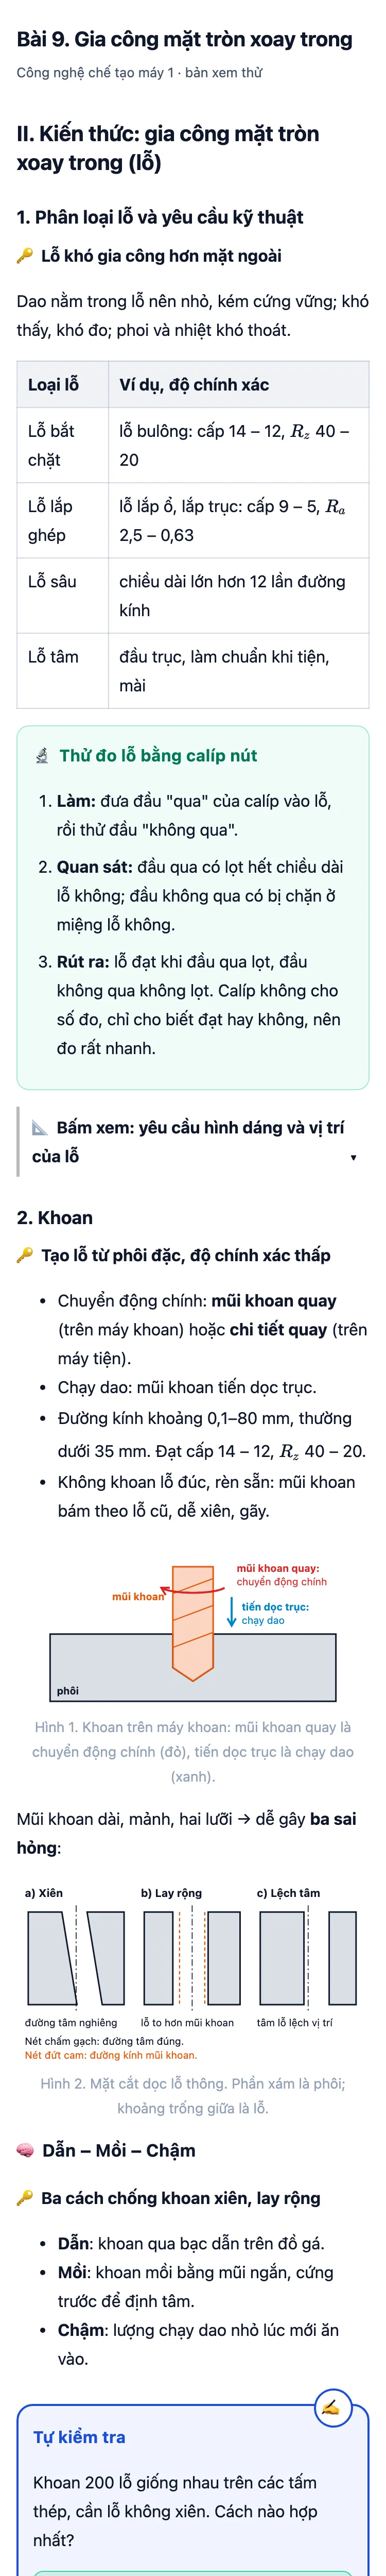 Bài 9. Gia công mặt tròn xoay trong
Công nghệ chế tạo máy 1 · bản xem thử
II. Kiến thức: gia công mặt tròn
xoay trong (lỗ)
1. Phân loại lỗ và yêu cầu kỹ thuật
🔑 Lỗ khó gia công hơn mặt ngoài
Dao nằm trong lỗ nên nhỏ, kém cứng vững; khó
thấy, khó đo; phoi và nhiệt khó thoát.
Loại lỗ
Ví dụ, độ chính xác
Lỗ bắt
chặt
lỗ bulông: cấp 14 – 12, Rz 40 –
20
Lỗ lắp
ghép
lỗ lắp ổ, lắp trục: cấp 9 – 5, Ra
2,5 – 0,63
Lỗ sâu
chiều dài lớn hơn 12 lần đường
kính
Lỗ tâm
đầu trục, làm chuẩn khi tiện,
mài
🔬 Thử đo lỗ bằng calíp nút
1. Làm: đưa đầu "qua" của calíp vào lỗ,
rồi thử đầu "không qua".
2. Quan sát: đầu qua có lọt hết chiều dài
lỗ không; đầu không qua có bị chặn ở
miệng lỗ không.
3. Rút ra: lỗ đạt khi đầu qua lọt, đầu
không qua không lọt. Calíp không cho
số đo, chỉ cho biết đạt hay không, nên
đo rất nhanh.
📐 Bấm xem: yêu cầu hình dáng và vị trí
của lỗ ▼
2. Khoan
🔑 Tạo lỗ từ phôi đặc, độ chính xác thấp
• Chuyển động chính: mũi khoan quay
(trên máy khoan) hoặc chi tiết quay (trên
máy tiện).
• Chạy dao: mũi khoan tiến dọc trục.
• Đường kính khoảng 0,1–80 mm, thường
dưới 35 mm. Đạt cấp 14 – 12, Rz 40 – 20.
• Không khoan lỗ đúc, rèn sẵn: mũi khoan
bám theo lỗ cũ, dễ xiên, gãy.
mũi khoan quay:
chuyển động chính
mũi khoan
tiến dọc trục:
chạy dao
phôi
Hình 1. Khoan trên máy khoan: mũi khoan quay là
chuyển động chính (đỏ), tiến dọc trục là chạy dao
(xanh).
Mũi khoan dài, mảnh, hai lưỡi → dễ gây ba sai
hỏng:
a) Xiên
b) Lay rộng
c) Lệch tâm
đường tâm nghiêng
lỗ to hơn mũi khoan
tâm lỗ lệch vị trí
Nét chấm gạch: đường tâm đúng.
Nét đứt cam: đường kính mũi khoan.
Hình 2. Mặt cắt dọc lỗ thông. Phần xám là phôi;
khoảng trống giữa là lỗ.
🧠 Dẫn – Mồi – Chậm
🔑 Ba cách chống khoan xiên, lay rộng
• Dẫn: khoan qua bạc dẫn trên đồ gá.
• Mồi: khoan mồi bằng mũi ngắn, cứng
trước để định tâm.
• Chậm: lượng chạy dao nhỏ lúc mới ăn
vào.
✍️
Tự kiểm tra
Khoan 200 lỗ giống nhau trên các tấm
thép, cần lỗ không xiên. Cách nào hợp
nhất?